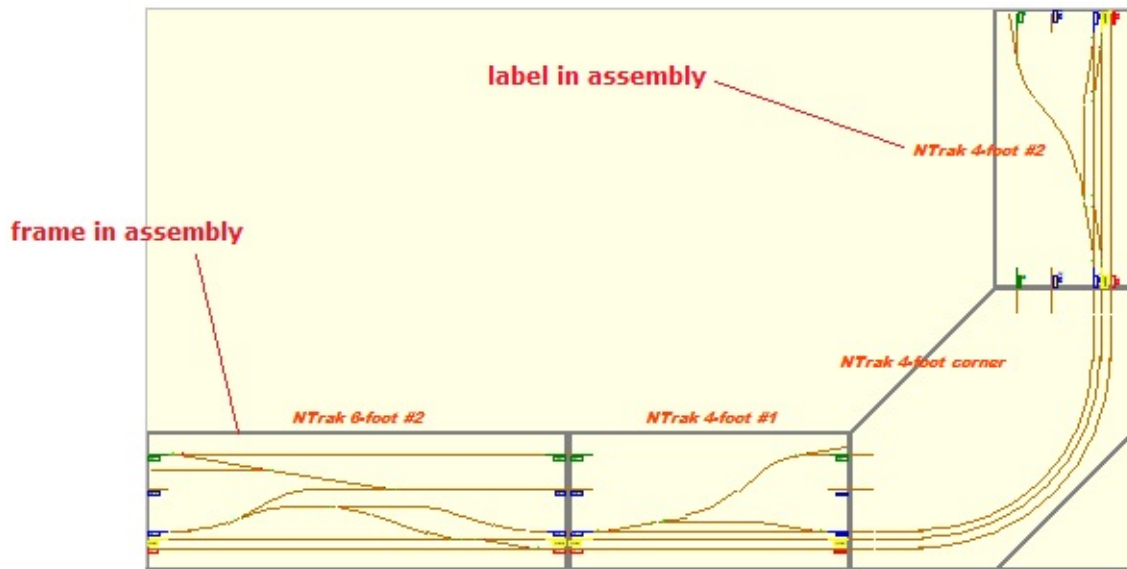 label in assembly
NTrak 4-foot #2
frame in assembly
NTrak 4-foot corner
NTrak 6-foot #2
NTrak 4-foot #1